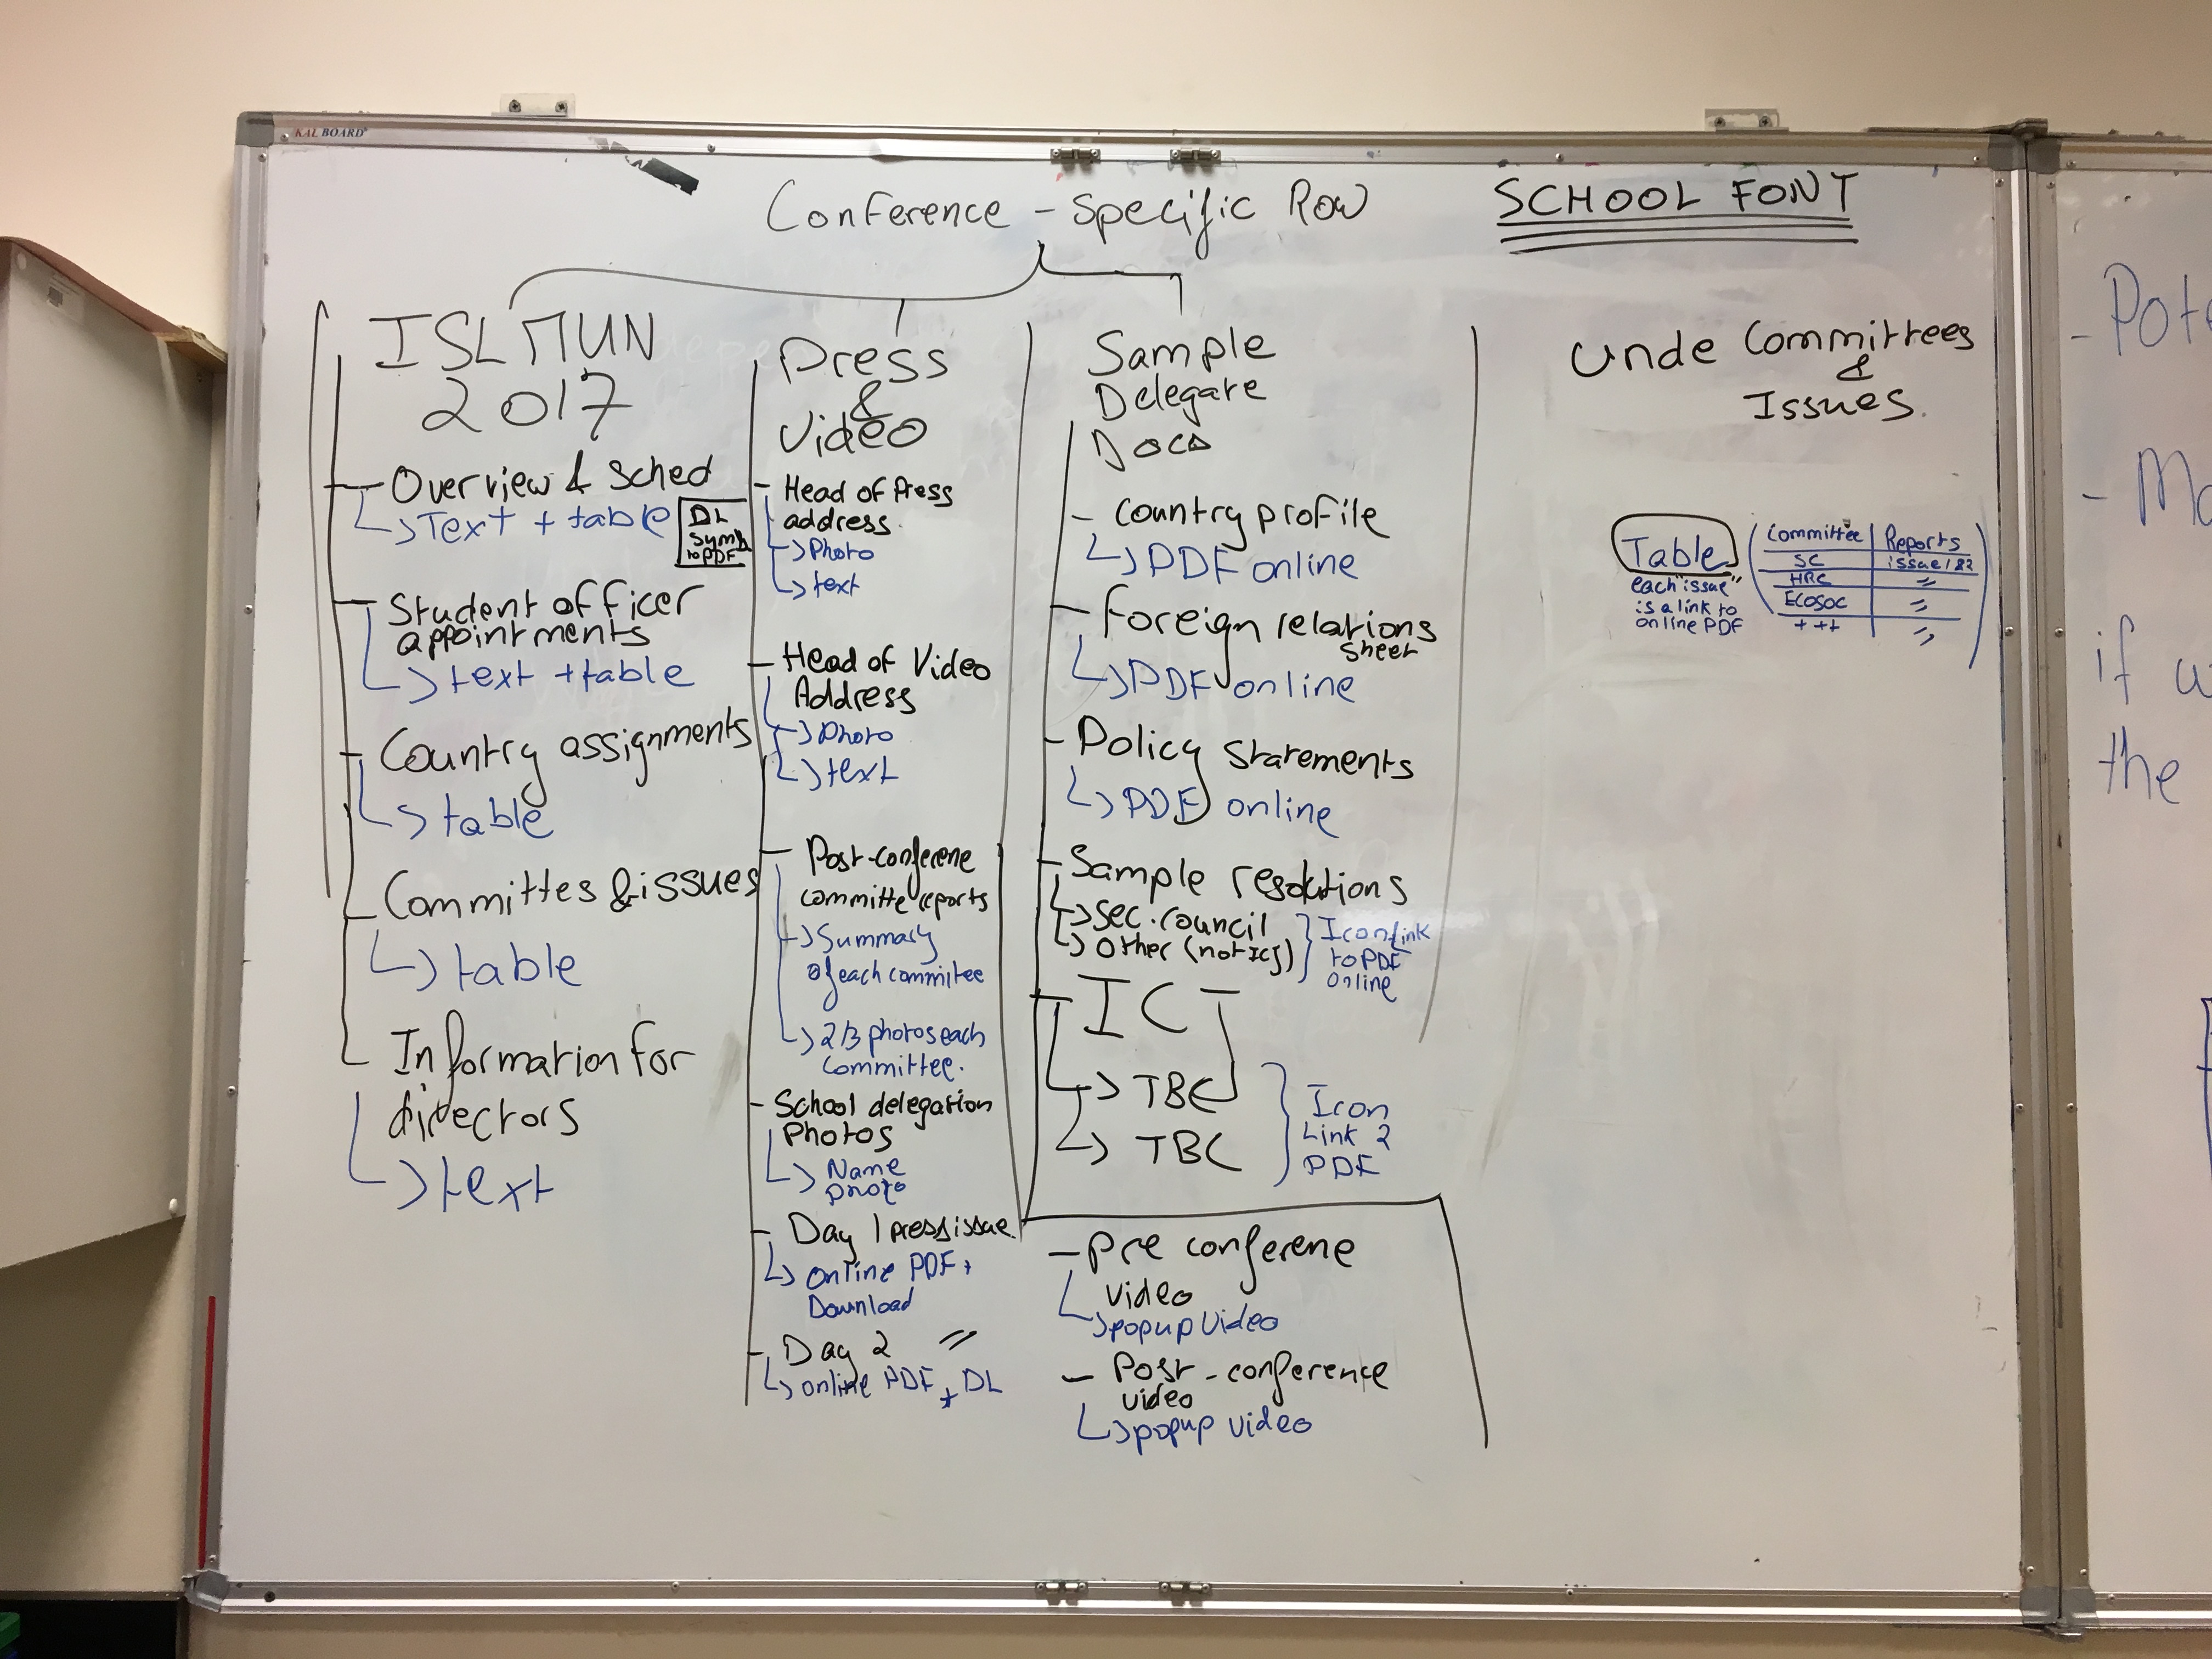 KAL BOARD
Conference - Specific Row
SCHOOL FONT
ISLMUN
2017
Overview & sched
Text + table
DL
Symb
to PDF
Student officer
appointments
text + table
Country assignments
table
Committes & issues
table
Information for
directors
text
Press
&
Video
Head of Press
address.
Photo
text
Head of Video
Address
Photo
text
Post-conferene
committe reports
Summary
of each committee
2/3 photos each
Committee.
School delegation
Photos
Name
photo
Day 1 press issue
online PDF +
Download
Day 2 〃
online PDF + DL
Sample
Delegate
Docs
Country profile
PDF online
Foreign relations
sheet
PDF online
Policy Statements
PDF online
Sample resolutions
Sec. Council
Other (not ICJ)
Icon link
to PDF
online
ICJ
TBC
TBC
Icon
Link 2
PDF
Pre conferene
video
popup video
Post-conference
video
popup video
Unde Committees
&
Issues.
Table
each "issue"
is a link to
online PDF
Committee Reports
SC issue 1 & 2
HRC 〃
ECOSOC 〃
+ + + 〃
- Pote
- Mo
if w
the